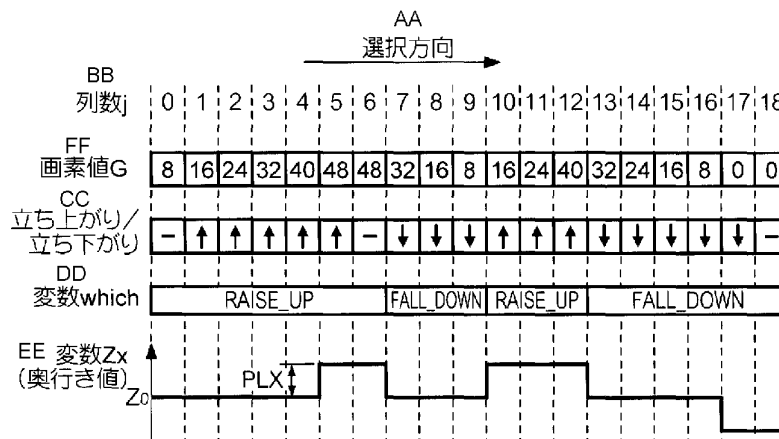 AA
選択方向
BB
列数j 0 1 2 3 4 5 6 7 8 9 10 11 12 13 14 15 16 17 18
FF
画素値G 8 16 24 32 40 48 48 32 16 8 16 24 40 32 24 16 8 0 0
CC
立ち上がり/ 
立ち下がり - ↑ ↑ ↑ ↑ ↑ - ↓ ↓ ↓ ↑ ↑ ↑ ↓ ↓ ↓ ↓ ↓ -
DD
変数which RAISE_UP FALL_DOWN RAISE_UP FALL_DOWN
EE 変数Zx
(奥行き値) PLX
Z0